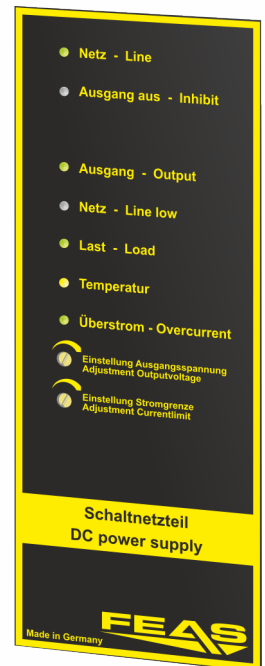 Netz - Line
Ausgang aus - Inhibit
Ausgang - Output
Netz - Line low
Last - Load
Temperatur
Überstrom - Overcurrent
Einstellung Ausgangsspannung
Adjustment Outputvoltage
Einstellung Stromgrenze
Adjustment Currentlimit
Schaltnetzteil
DC power supply
FEAS
Made in Germany